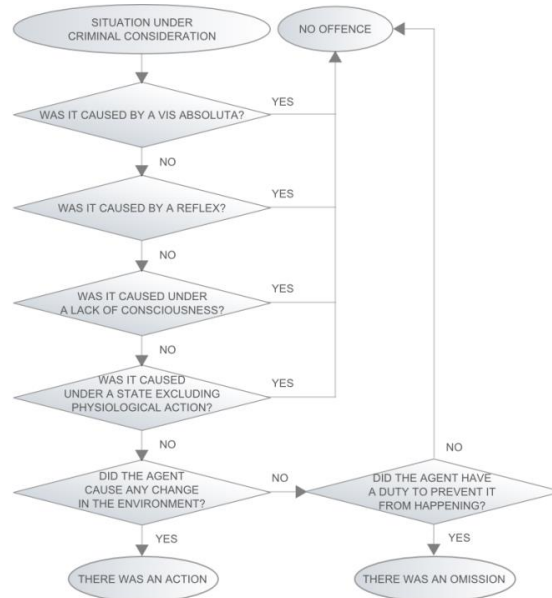 SITUATION UNDER
CRIMINAL CONSIDERATION
NO OFFENCE
WAS IT CAUSED BY A VIS ABSOLUTA?
YES
NO
WAS IT CAUSED BY A REFLEX?
YES
NO
WAS IT CAUSED UNDER
A LACK OF CONSCIOUSNESS?
YES
NO
WAS IT CAUSED
UNDER A STATE EXCLUDING
PHYSIOLOGICAL ACTION?
YES
NO
DID THE AGENT
CAUSE ANY CHANGE
IN THE ENVIRONMENT?
NO
YES
THERE WAS AN ACTION
NO
DID THE AGENT HAVE
A DUTY TO PREVENT IT
FROM HAPPENING?
YES
THERE WAS AN OMISSION